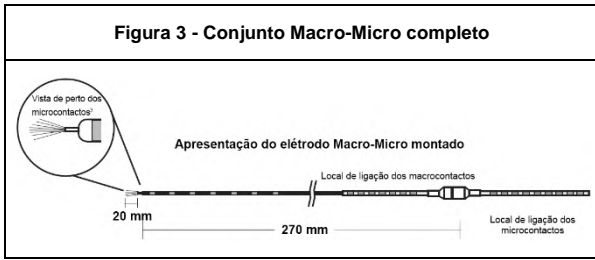 Figura 3 - Conjunto Macro-Micro completo
Vista de perto dos
microcontactos³
Apresentação do elétrodo Macro-Micro montado
Local de ligação dos macrocontactos
20 mm
270 mm
Local de ligação dos
microcontactos